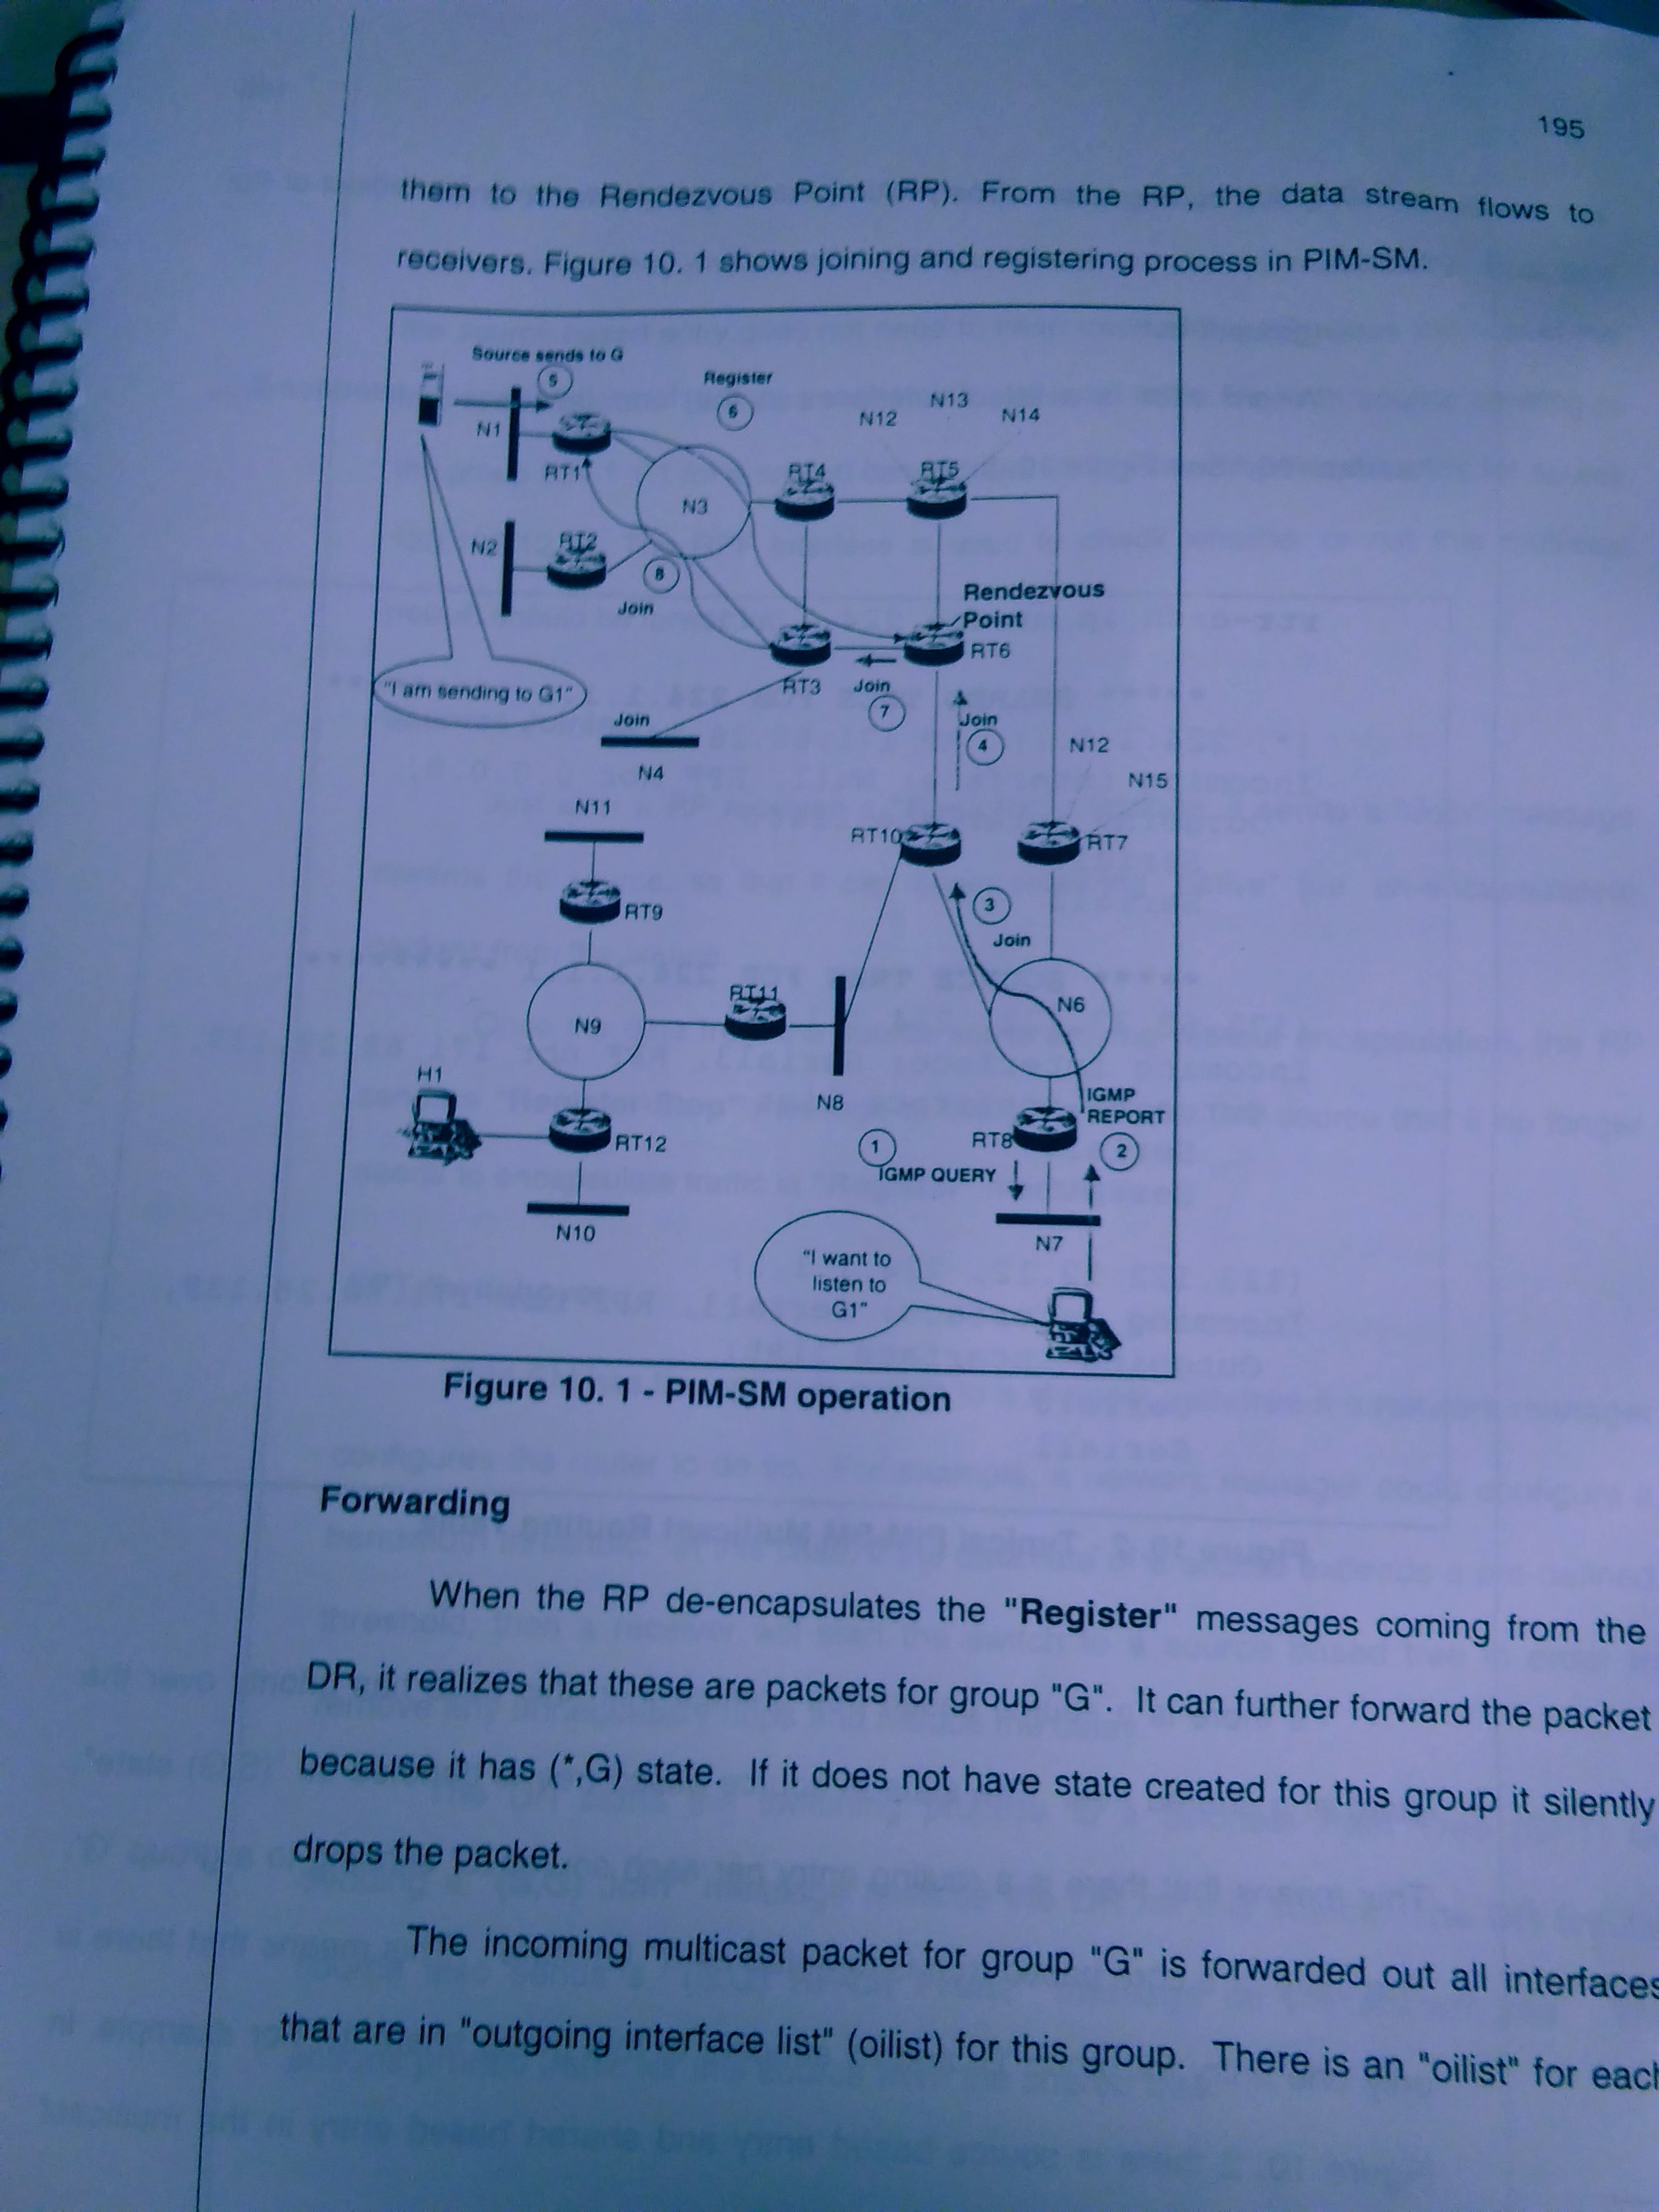 195
them to the Rendezvous Point (RP). From the RP, the data stream flows to
receivers. Figure 10. 1 shows joining and registering process in PIM-SM.
Source sends to G
5
Register
6
N12
N13
N14
N1
RT1
N3
RT4
RT5
N2
RT2
8
Join
Rendezvous
Point
RT6
"I am sending to G1"
RT3
Join
7
Join
4
Join
N4
N12
N15
N11
RT10
RT7
RT9
3
Join
RT11
N9
N6
H1
N8
IGMP
REPORT
RT12
1
RT8
2
IGMP QUERY
N10
N7
"I want to
listen to
G1"
Figure 10. 1 - PIM-SM operation
Forwarding
When the RP de-encapsulates the "Register" messages coming from the
DR, it realizes that these are packets for group "G". It can further forward the packet
because it has (*,G) state. If it does not have state created for this group it silently
drops the packet.
The incoming multicast packet for group "G" is forwarded out all interfaces
that are in "outgoing interface list" (oilist) for this group. There is an "oilist" for each